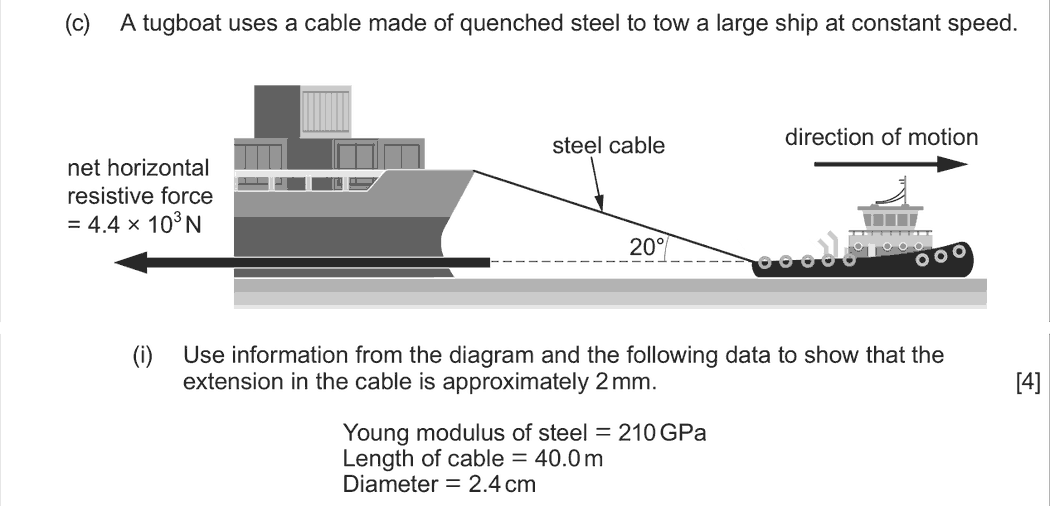 (c) A tugboat uses a cable made of quenched steel to tow a large ship at constant speed.
direction of motion
steel cable
net horizontal
resistive force
= 4.4 × 10³ N
20°
(i) Use information from the diagram and the following data to show that the
extension in the cable is approximately 2 mm. [4]
Young modulus of steel = 210 GPa
Length of cable = 40.0 m
Diameter = 2.4 cm